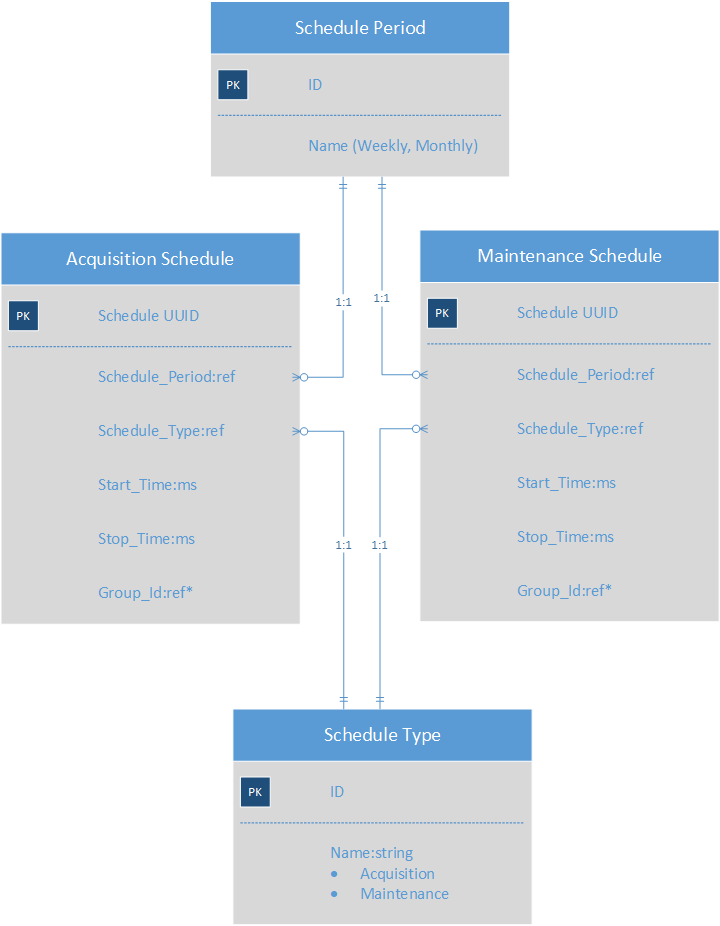 Schedule Period
PK
ID
Name (Weekly, Monthly)
Acquisition Schedule
PK
Schedule UUID
Schedule_Period:ref
Schedule_Type:ref
Start_Time:ms
Stop_Time:ms
Group_Id:ref*
Maintenance Schedule
PK
Schedule UUID
Schedule_Period:ref
Schedule_Type:ref
Start_Time:ms
Stop_Time:ms
Group_Id:ref*
1:1
1:1
1:1
1:1
Schedule Type
PK
ID
Name:string
• Acquisition
• Maintenance